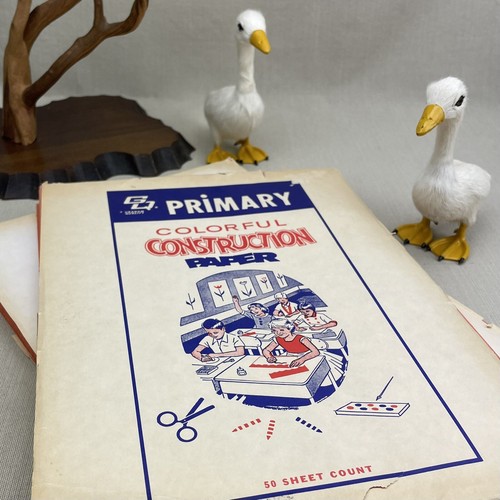 PRiMARY
COLORFUL
CONSTRUCTION
PAPER
50 SHEET COUNT